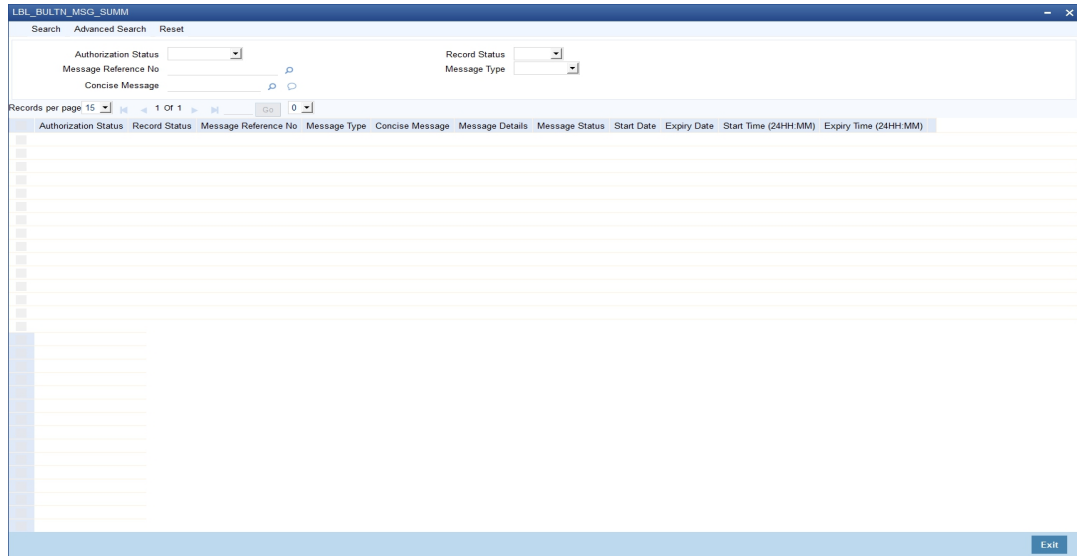 LBL_BULTN_MSG_SUMM
Search Advanced Search Reset
Authorization Status Record Status
Message Reference No Message Type
Concise Message
Records per page 15 1 Of 1 Go 0
Authorization Status Record Status Message Reference No Message Type Concise Message Message Details Message Status Start Date Expiry Date Start Time (24HH:MM) Expiry Time (24HH:MM)
Exit